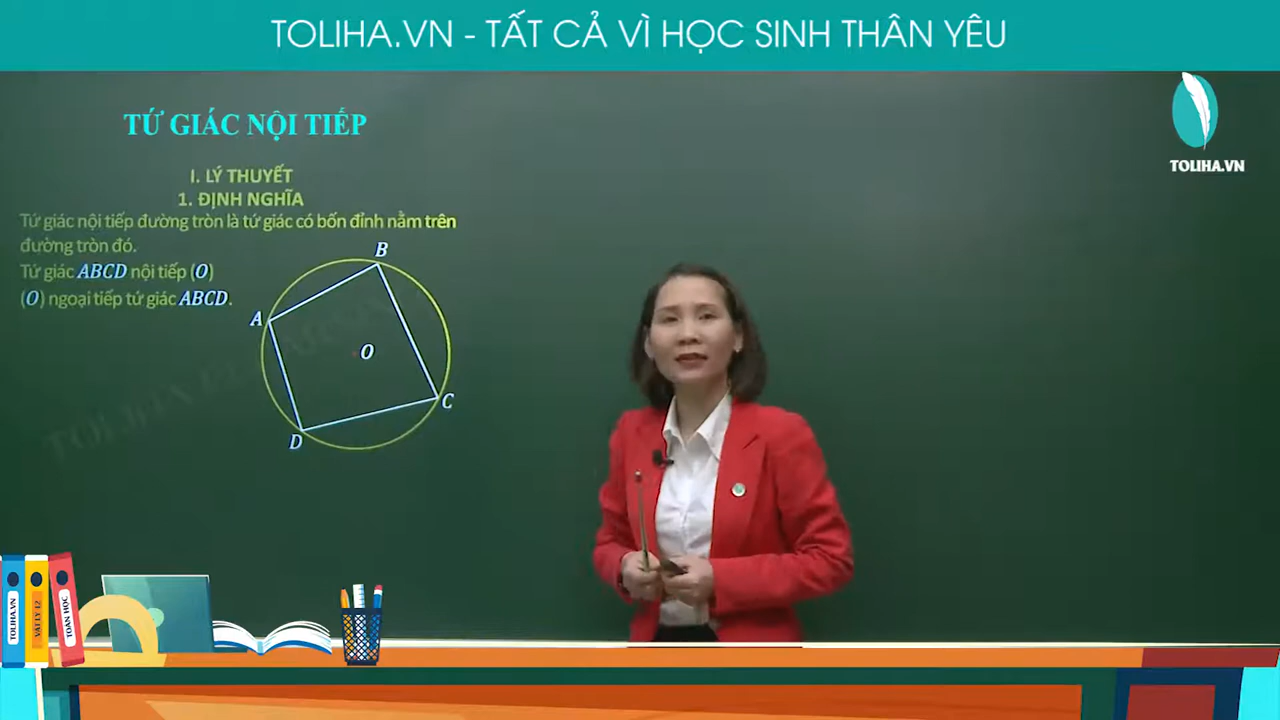 TOLIHA.VN - TẤT CẢ VÌ HỌC SINH THÂN YÊU
TOLIHA.VN
TỨ GIÁC NỘI TIẾP
I. LÝ THUYẾT
1. ĐỊNH NGHĨA
Tứ giác nội tiếp đường tròn là tứ giác có bốn đỉnh nằm trên
đường tròn đó.
Tứ giác ABCD nội tiếp (O)
(O) ngoại tiếp tứ giác ABCD.
B
A
O
C
D
TOLIHA.VN
VẬT LÝ 12
TOÁN HỌC